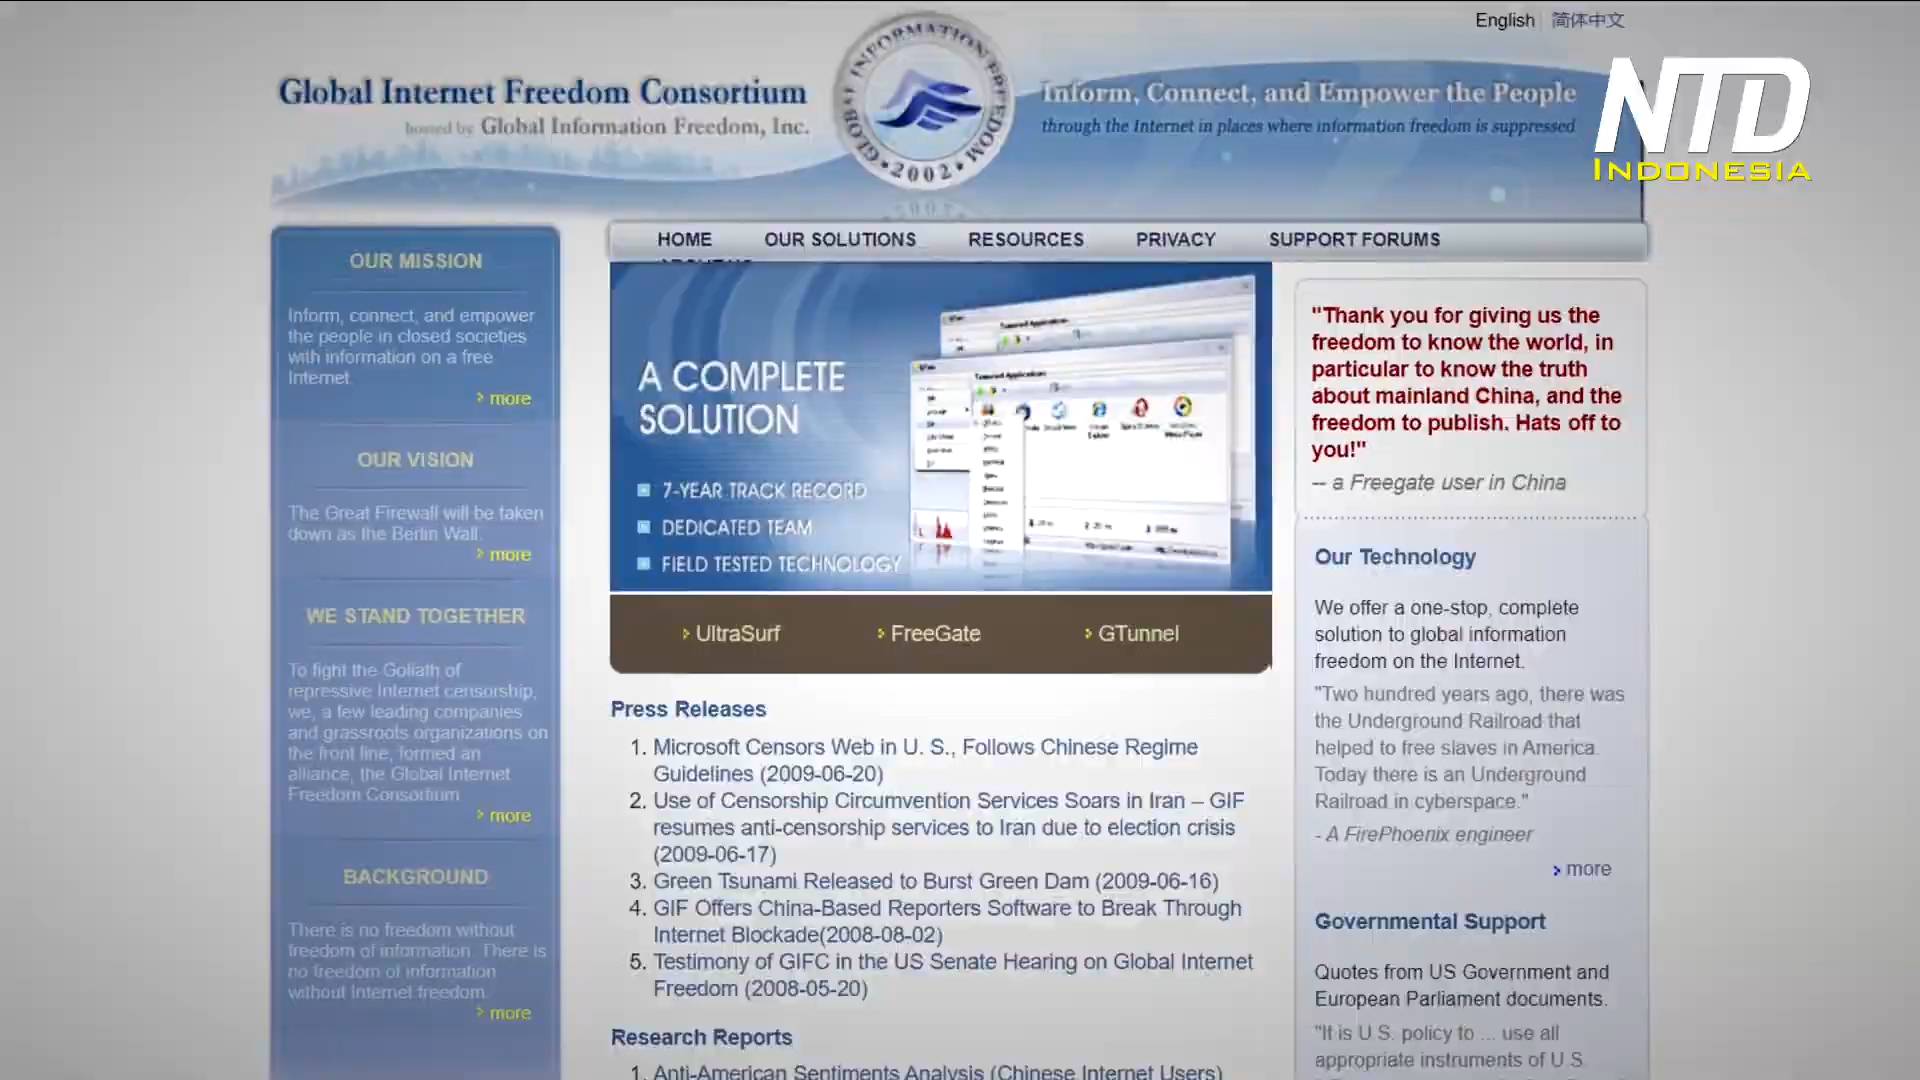 English 简体中文
NTD
INDONESIA
Global Internet Freedom Consortium
hosted by Global Information Freedom, Inc.
GLOBAL INFORMATION FREEDOM
• 2002 •
Inform, Connect, and Empower the People
through the Internet in places where information freedom is suppressed
HOME OUR SOLUTIONS RESOURCES PRIVACY SUPPORT FORUMS
OUR MISSION
Inform, connect, and empower
the people in closed societies
with information on a free
Internet.
more
OUR VISION
The Great Firewall will be taken
down as the Berlin Wall.
more
WE STAND TOGETHER
To fight the Goliath of
repressive Internet censorship,
we, a few leading companies
and grassroots organizations on
the front line, formed an
alliance, the Global Internet
Freedom Consortium
more
BACKGROUND
There is no freedom without
freedom of information. There is
no freedom of information
without Internet freedom.
more
A COMPLETE
SOLUTION
7-YEAR TRACK RECORD
DEDICATED TEAM
FIELD TESTED TECHNOLOGY
UltraSurf FreeGate GTunnel
Press Releases
1. Microsoft Censors Web in U. S., Follows Chinese Regime
Guidelines (2009-06-20)
2. Use of Censorship Circumvention Services Soars in Iran – GIF
resumes anti-censorship services to Iran due to election crisis
(2009-06-17)
3. Green Tsunami Released to Burst Green Dam (2009-06-16)
4. GIF Offers China-Based Reporters Software to Break Through
Internet Blockade(2008-08-02)
5. Testimony of GIFC in the US Senate Hearing on Global Internet
Freedom (2008-05-20)
Research Reports
1. Anti-American Sentiments Analysis (Chinese Internet Users)
"Thank you for giving us the
freedom to know the world, in
particular to know the truth
about mainland China, and the
freedom to publish. Hats off to
you!"
-- a Freegate user in China
Our Technology
We offer a one-stop, complete
solution to global information
freedom on the Internet.
"Two hundred years ago, there was
the Underground Railroad that
helped to free slaves in America.
Today there is an Underground
Railroad in cyberspace."
- A FirePhoenix engineer
more
Governmental Support
Quotes from US Government and
European Parliament documents.
"It is U.S. policy to ... use all
appropriate instruments of U.S.